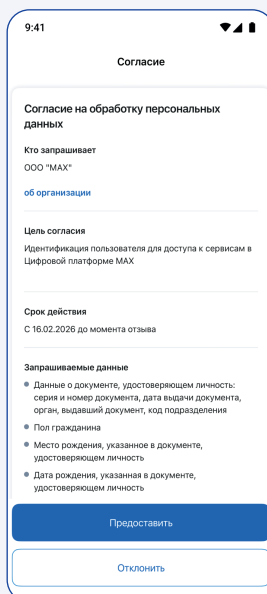 9:41
Согласие
Согласие на обработку персональных
данных
Кто запрашивает
ООО "MAX"
об организации
Цель согласия
Идентификация пользователя для доступа к сервисам в
Цифровой платформе MAX
Срок действия
С 16.02.2026 до момента отзыва
Запрашиваемые данные
Данные о документе, удостоверяющем личность:
серия и номер документа, дата выдачи документа,
орган, выдавший документ, код подразделения
Пол гражданина
Место рождения, указанное в документе,
удостоверяющем личность
Дата рождения, указанная в документе,
удостоверяющем личность
Предоставить
Отклонить